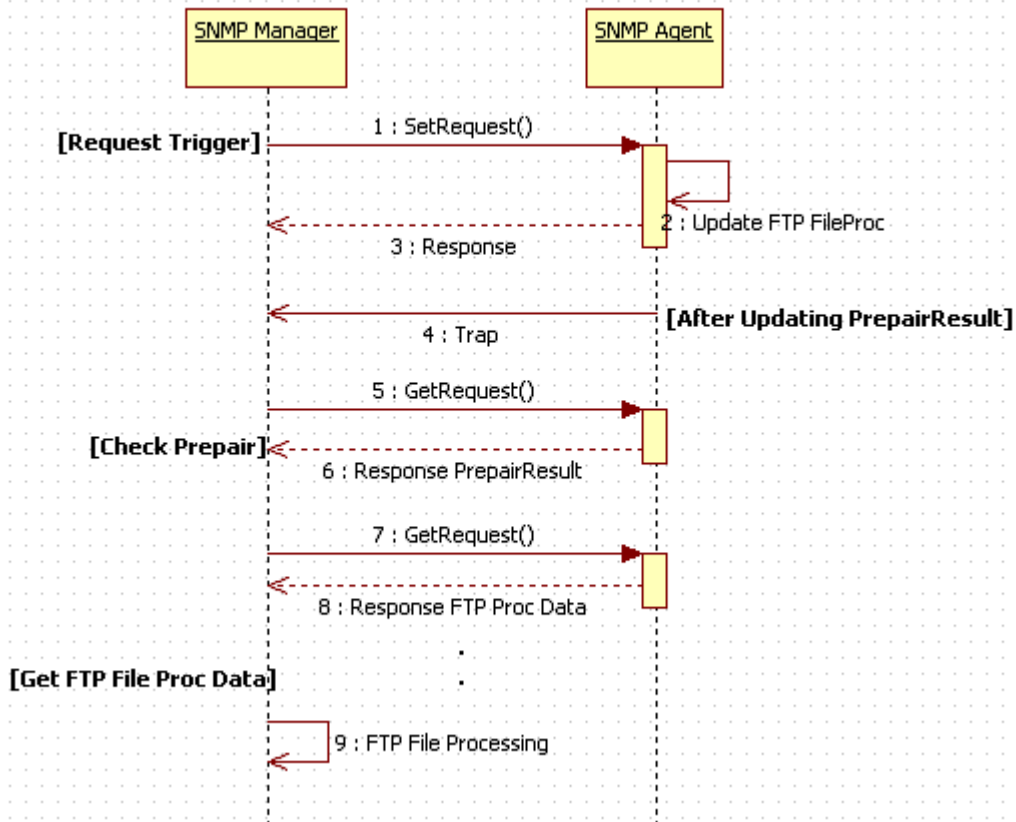 SNMP Manager
SNMP Agent
1 : SetRequest()
[Request Trigger]
2 : Update FTP FileProc
3 : Response
[After Updating PrepairResult]
4 : Trap
5 : GetRequest()
[Check Prepair]
6 : Response PrepairResult
7 : GetRequest()
8 : Response FTP Proc Data
.
[Get FTP File Proc Data]
.
9 : FTP File Processing